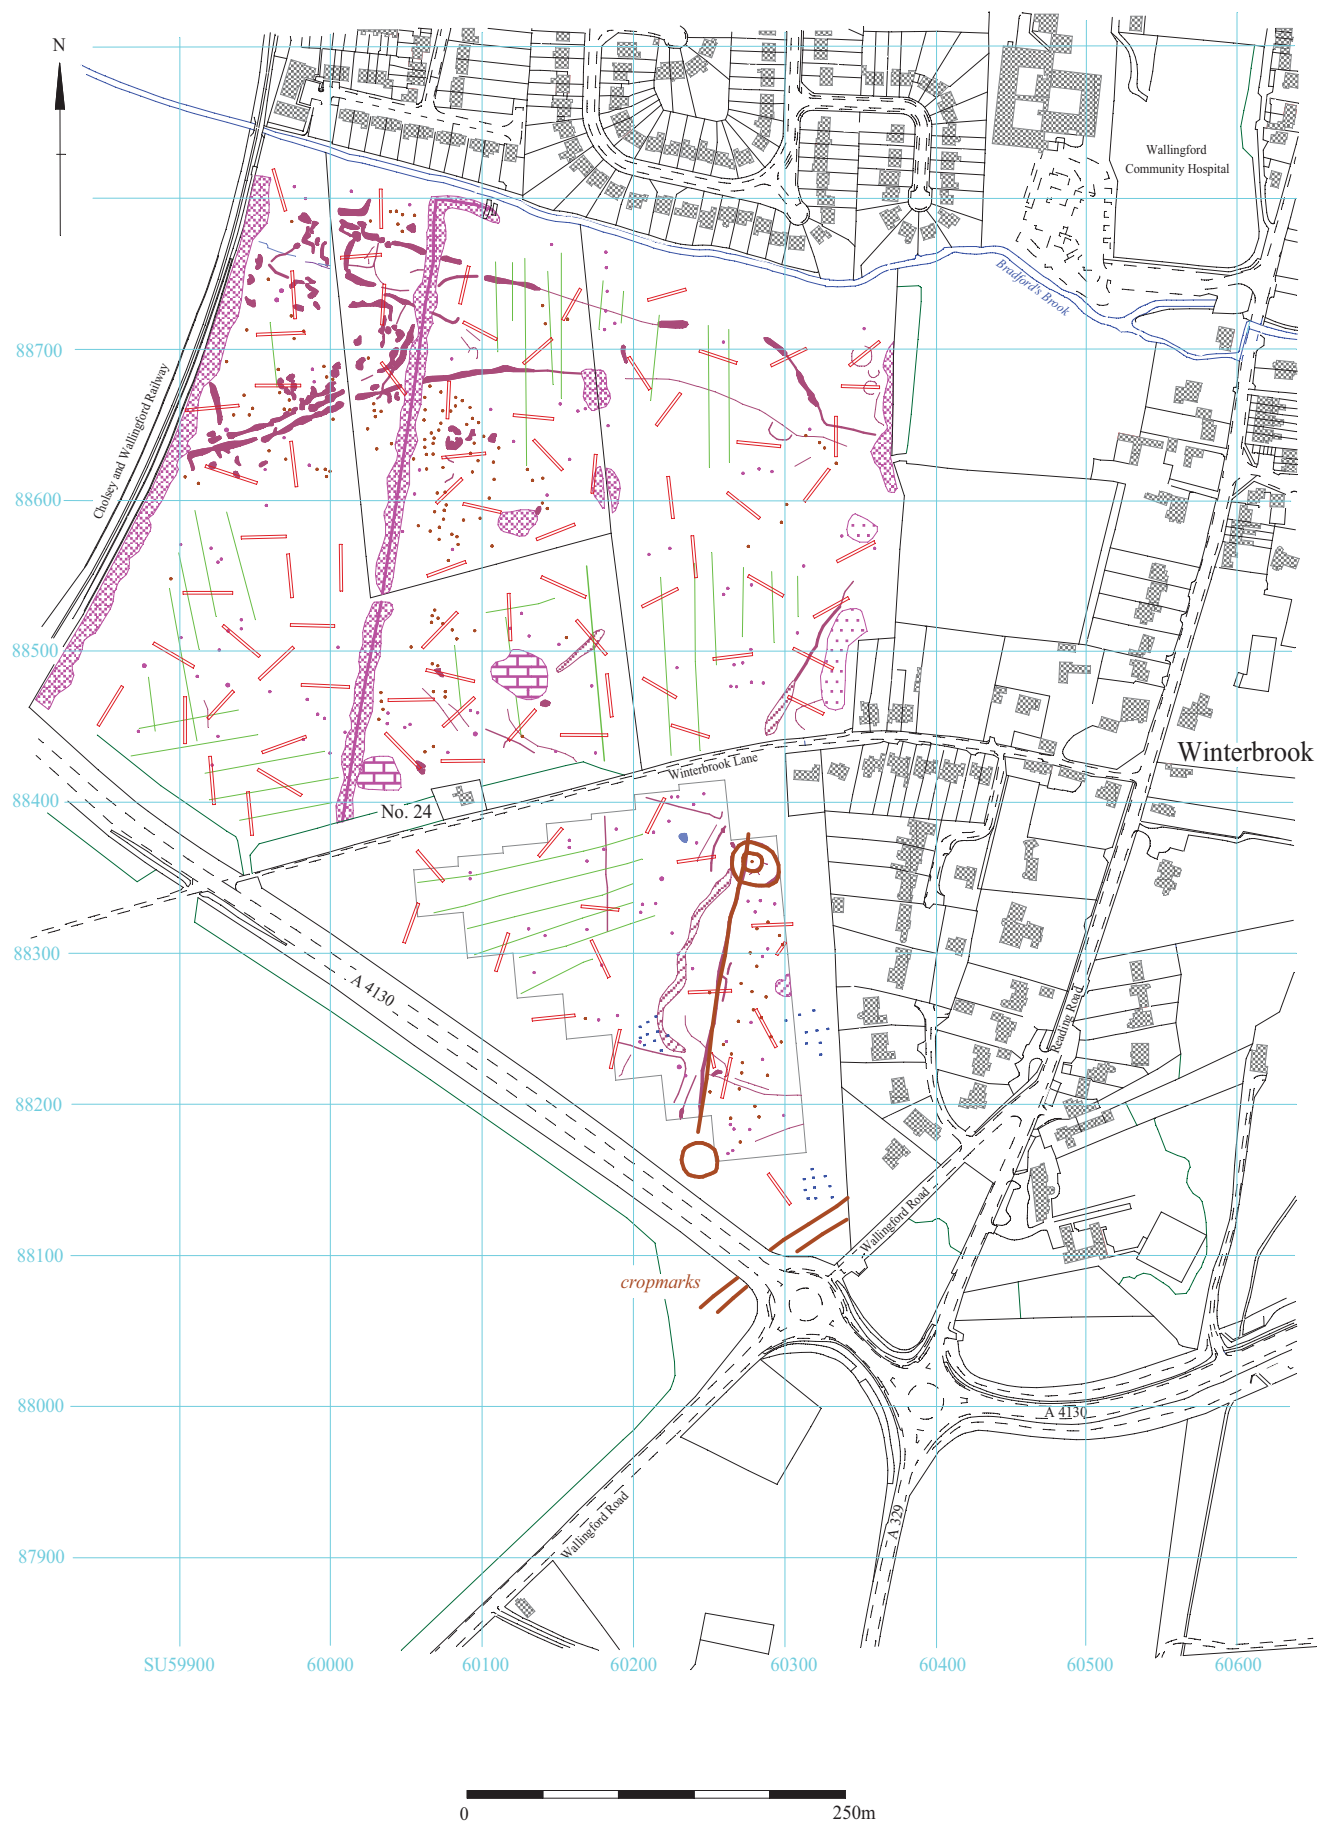 N
Wallingford
Community Hospital
Bradford's Brook
88700
Cholsey and Wallingford Railway
88600
88500
Winterbrook
Winterbrook Lane
88400
No. 24
88300
A 4130
Reading Road
88200
Wallingford Road
88100
cropmarks
88000
A 4130
Wallingford Road
A 329
87900
SU59900
60000
60100
60200
60300
60400
60500
60600
0
250m